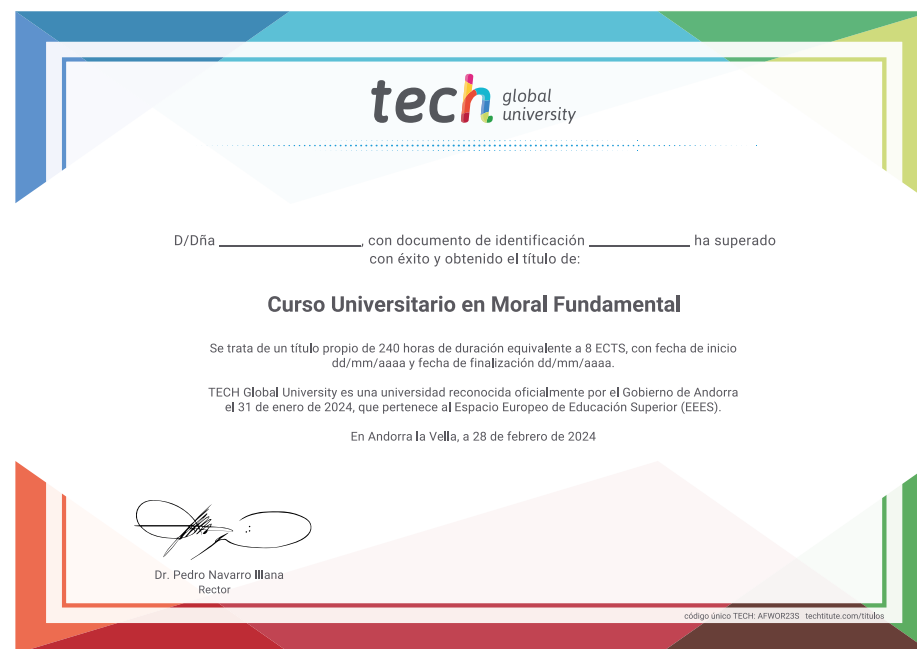 tech global university
D/Dña ____________________, con documento de identificación ______________ ha superado
con éxito y obtenido el título de:
Curso Universitario en Moral Fundamental
Se trata de un título propio de 240 horas de duración equivalente a 8 ECTS, con fecha de inicio
dd/mm/aaaa y fecha de finalización dd/mm/aaaa.
TECH Global University es una universidad reconocida oficialmente por el Gobierno de Andorra
el 31 de enero de 2024, que pertenece al Espacio Europeo de Educación Superior (EEES).
En Andorra la Vella, a 28 de febrero de 2024
Dr. Pedro Navarro Illana
Rector
código único TECH: AFWOR23S techtitute.com/titulos